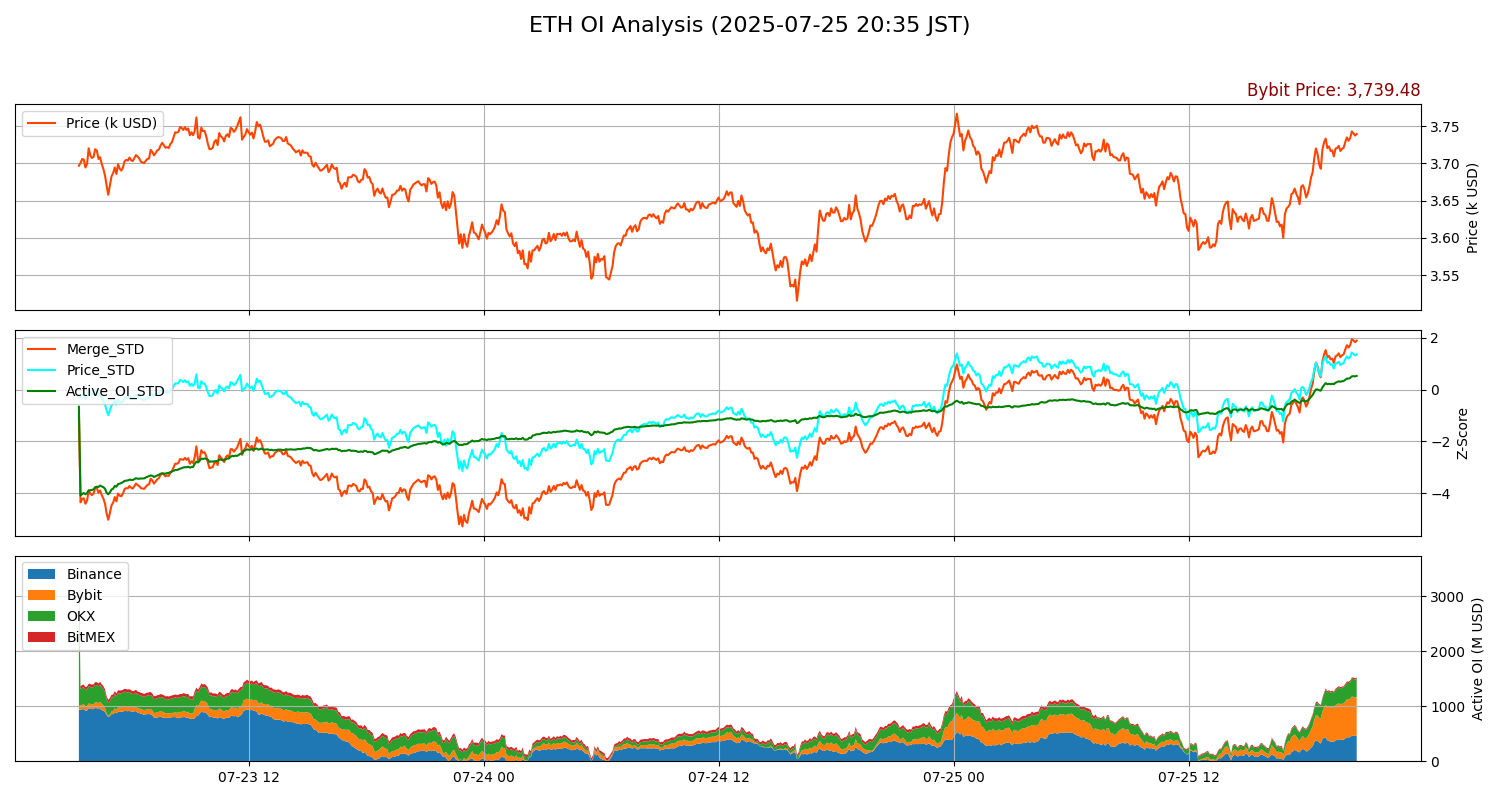 ETH OI Analysis (2025-07-25 20:35 JST)
Bybit Price: 3,739.48
Price (k USD)
3.75
3.70
3.65
3.60
3.55
Price (k USD)
Merge_STD
Price_STD
Active_OI_STD
2
0
−2
−4
Z-Score
Binance
Bybit
OKX
BitMEX
3000
2000
1000
0
Active OI (M USD)
07-23 12
07-24 00
07-24 12
07-25 00
07-25 12